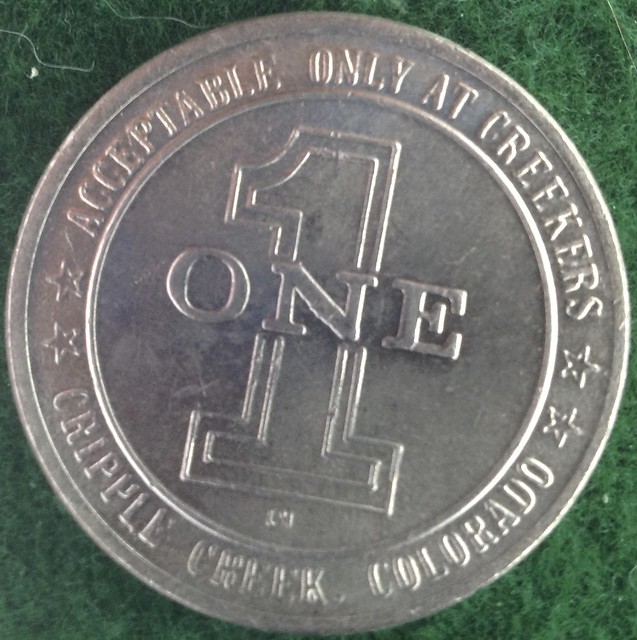 ACCEPTABLE ONLY AT CREEKERS
1
ONE
CRIPPLE CREEK, COLORADO